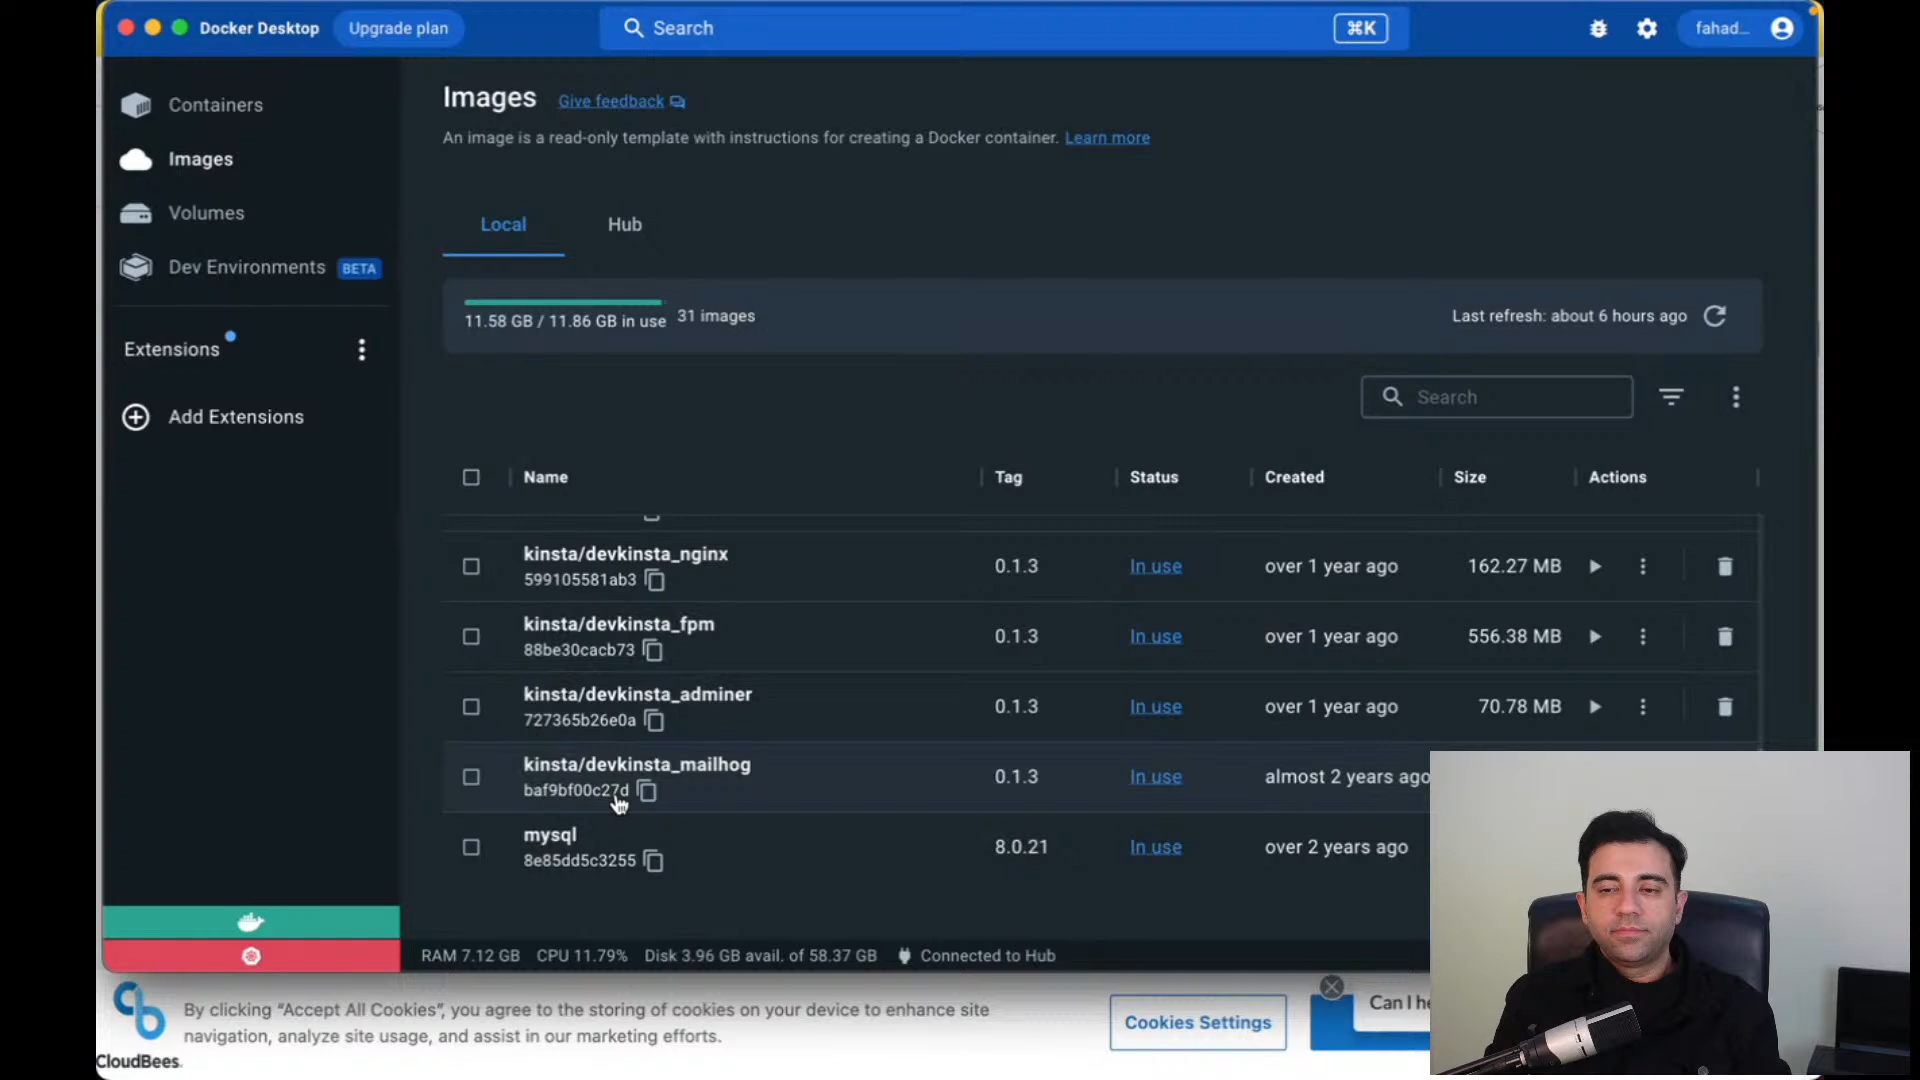 Docker Desktop
Upgrade plan
Search
⌘K
fahad...
Containers
Images
Volumes
Dev Environments BETA
Extensions
Add Extensions
Images
Give feedback
An image is a read-only template with instructions for creating a Docker container. Learn more
Local
Hub
11.58 GB / 11.86 GB in use
31 images
Last refresh: about 6 hours ago
Search
Name Tag Status Created Size Actions
kinsta/devkinsta_nginx
599105581ab3
0.1.3 In use over 1 year ago 162.27 MB
kinsta/devkinsta_fpm
88be30cacb73
0.1.3 In use over 1 year ago 556.38 MB
kinsta/devkinsta_adminer
727365b26e0a
0.1.3 In use over 1 year ago 70.78 MB
kinsta/devkinsta_mailhog
baf9bf00c27d
0.1.3 In use almost 2 years ago
mysql
8e85dd5c3255
8.0.21 In use over 2 years ago
RAM 7.12 GB CPU 11.79% Disk 3.96 GB avail. of 58.37 GB Connected to Hub
By clicking “Accept All Cookies”, you agree to the storing of cookies on your device to enhance site
navigation, analyze site usage, and assist in our marketing efforts.
CloudBees
Cookies Settings
Can I he